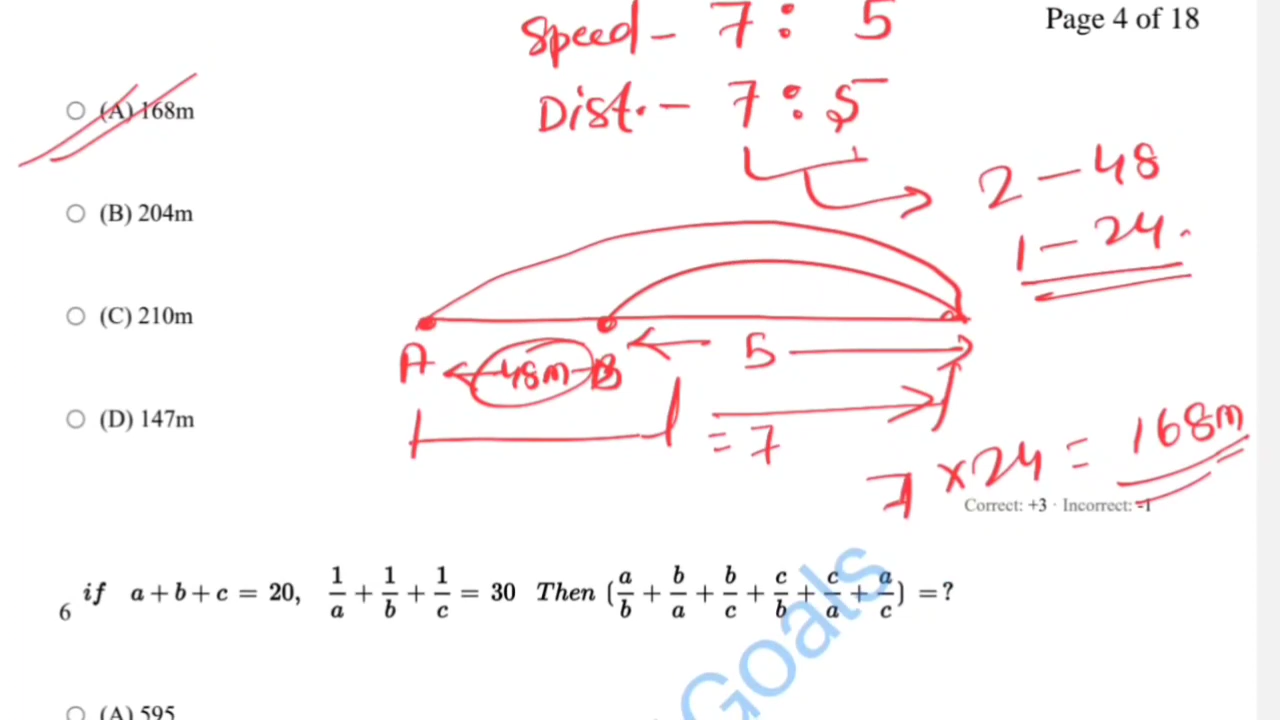 Speed - 7 : 5
Page 4 of 18
(A) 168m
Dist. - 7 : 5
2 - 48
(B) 204m
1 - 24.
(C) 210m
A 48m B 5
(D) 147m
= 7
7 × 24 = 168m
Correct: +3 · Incorrect: -1
6 if a + b + c = 20, 1/a + 1/b + 1/c = 30 Then (a/b + b/a + b/c + c/b + c/a + a/c) = ?
Goals
(A) 595